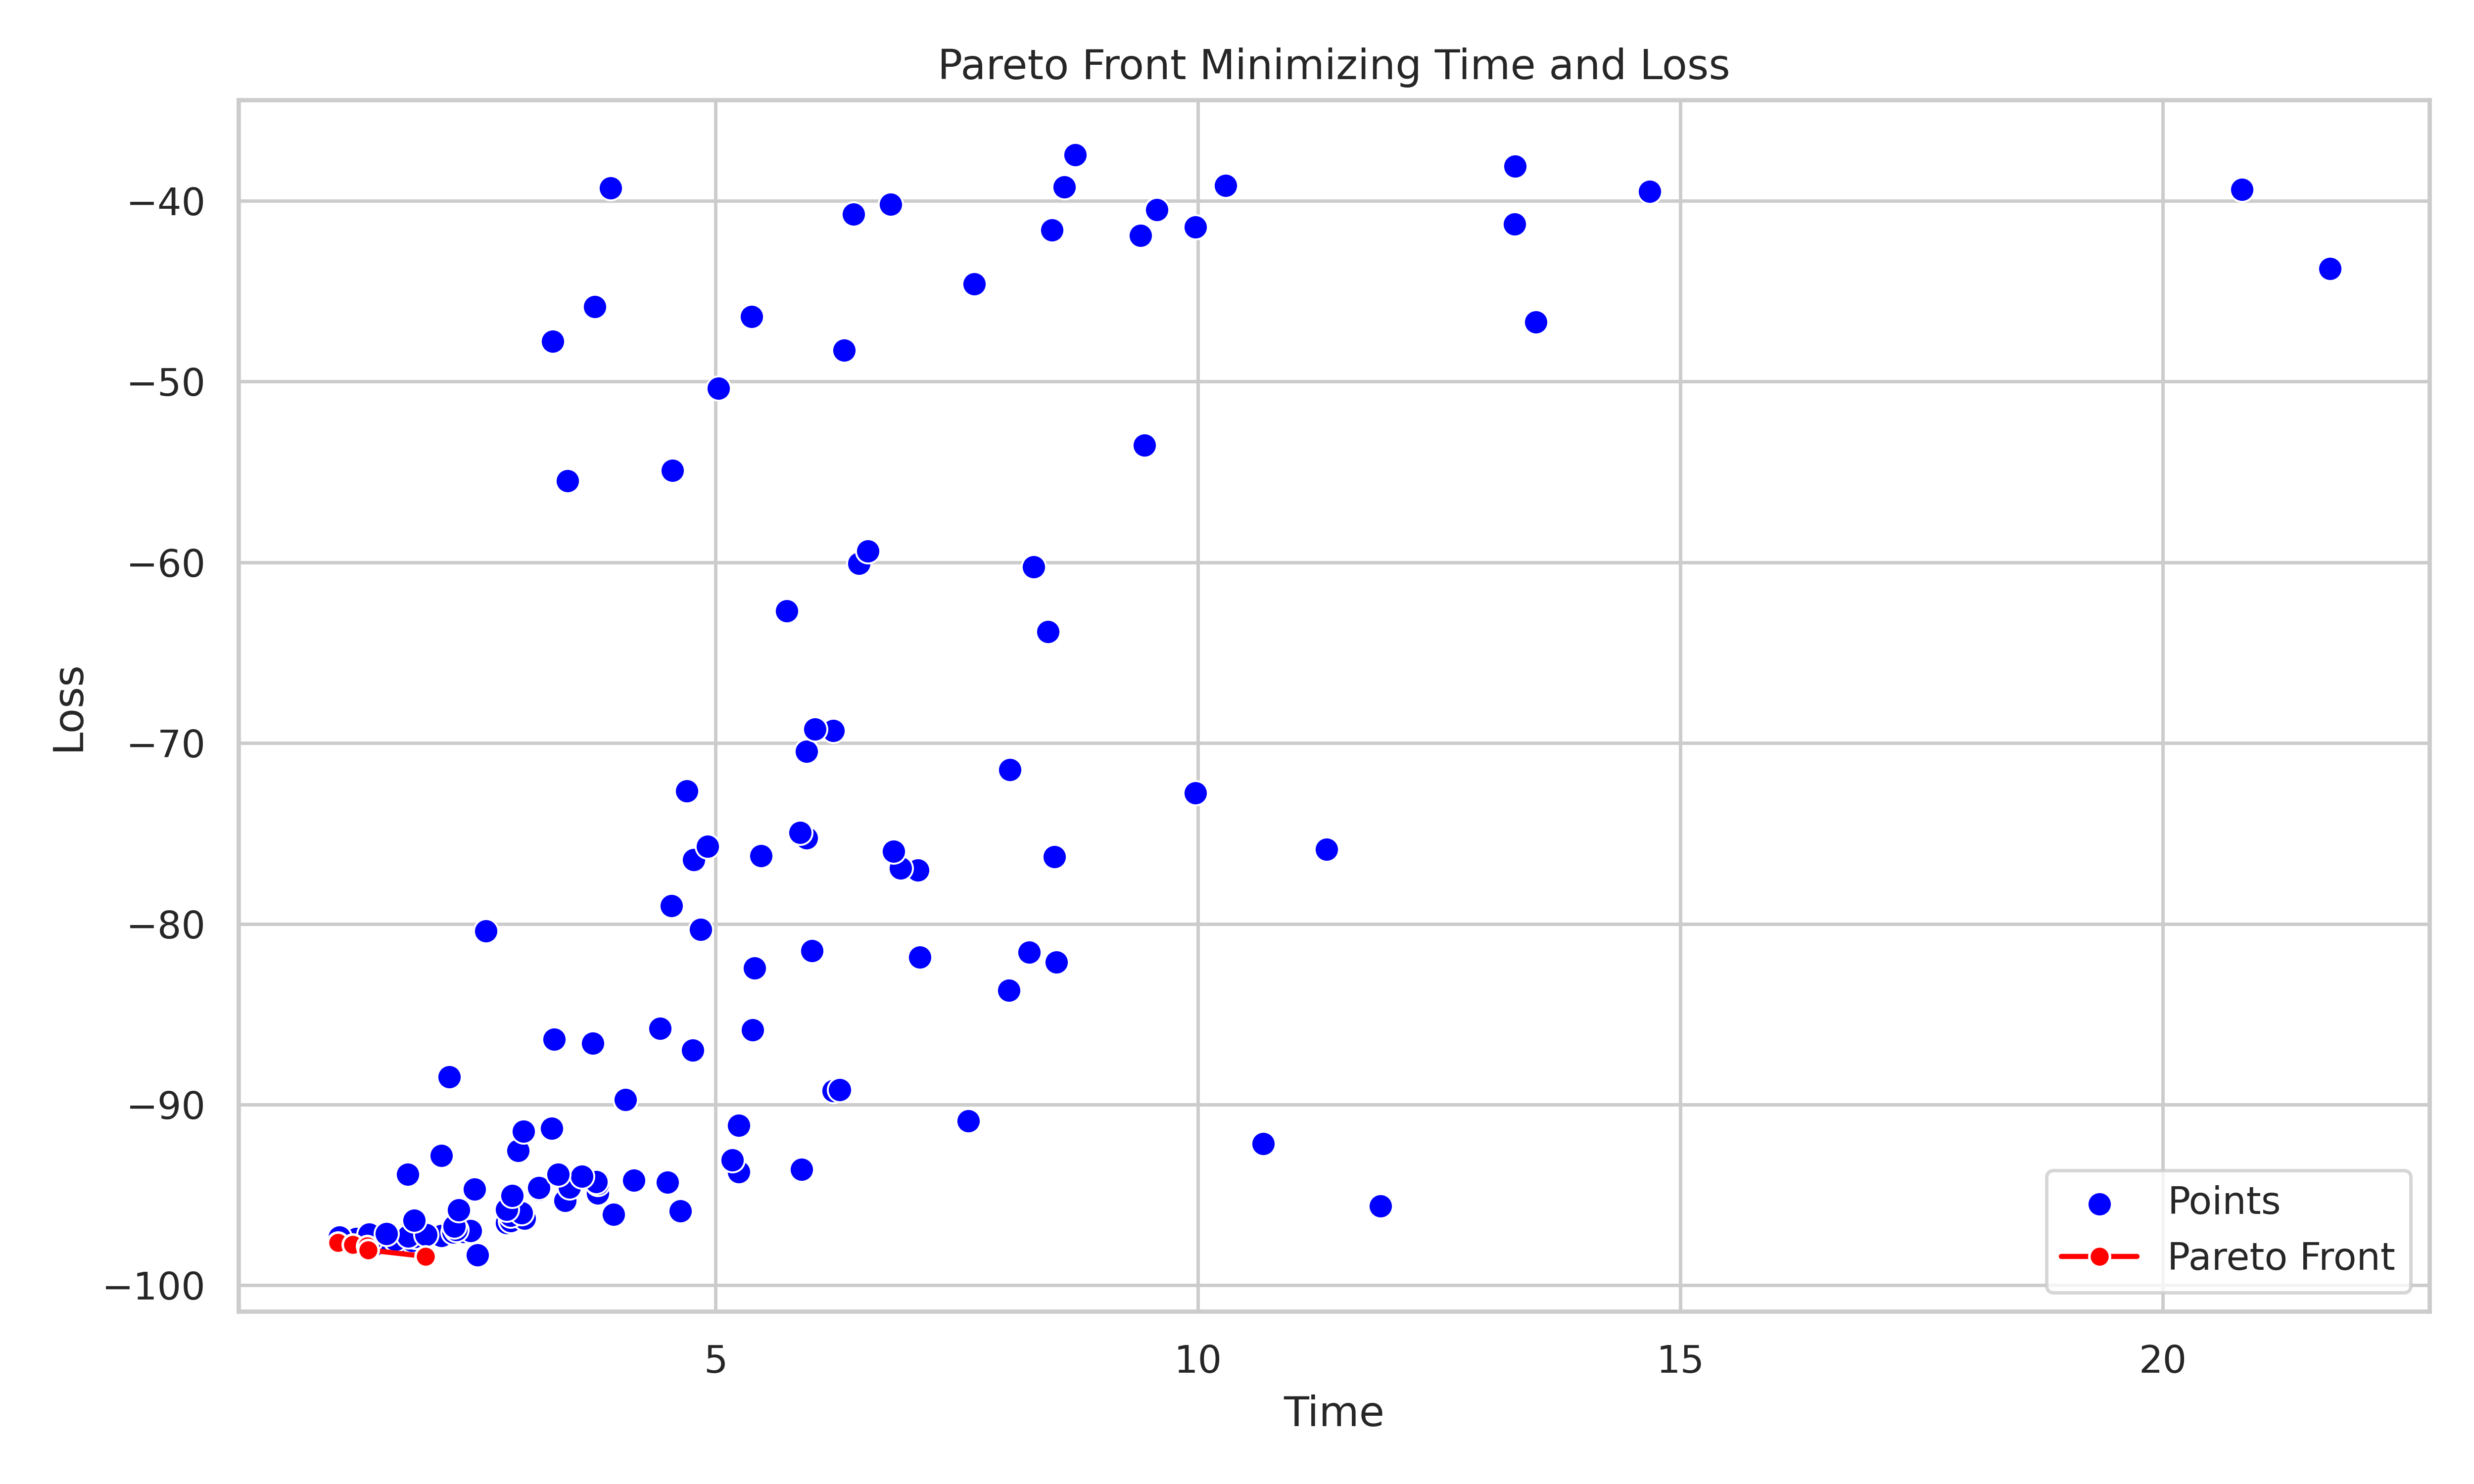 Pareto Front Minimizing Time and Loss
−40
−50
−60
−70
−80
−90
−100
Loss
5 10 15 20
Time
Points
Pareto Front